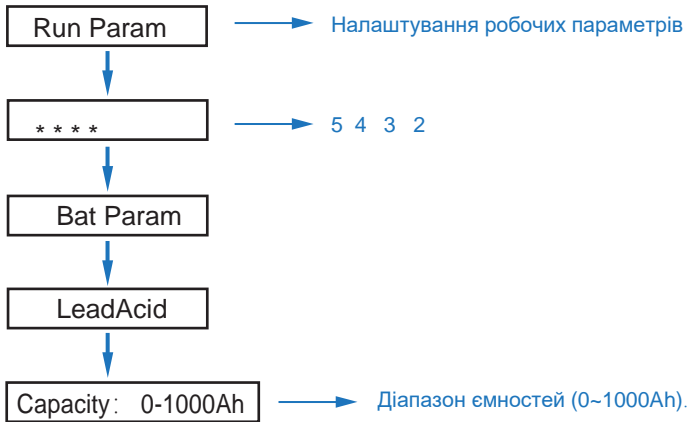 Run Param
Налаштування робочих параметрів
* * * *
5 4 3 2
Bat Param
LeadAcid
Capacity: 0-1000Ah
Діапазон ємностей (0~1000Ah).